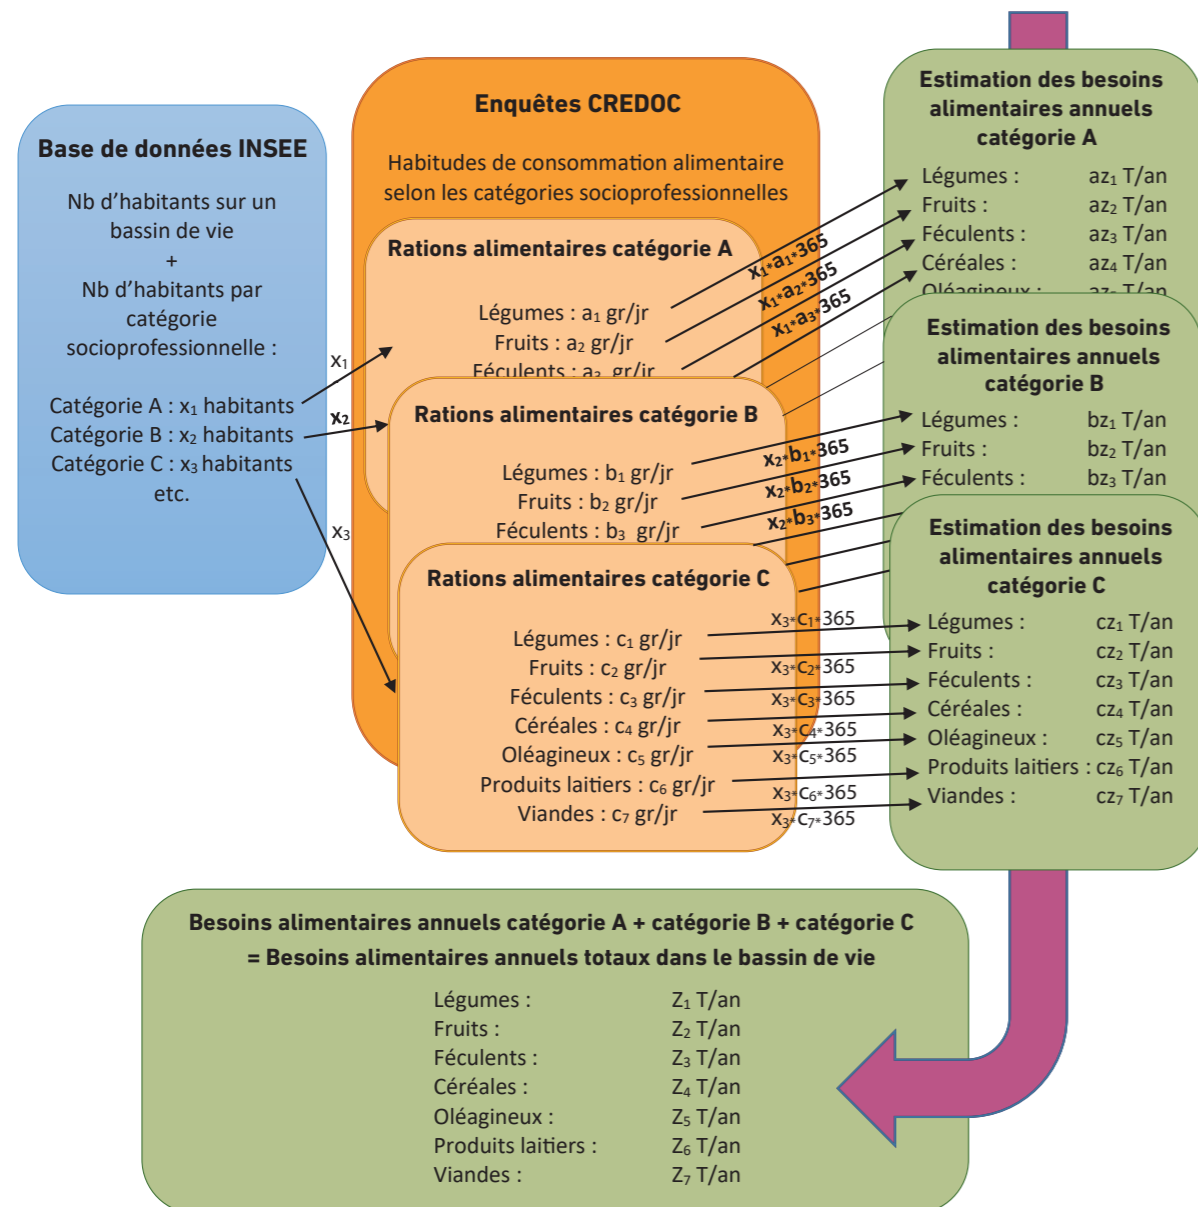 Base de données INSEE
Nb d’habitants sur un
bassin de vie
+
Nb d’habitants par
catégorie
socioprofessionnelle :
Catégorie A : x₁ habitants
Catégorie B : x₂ habitants
Catégorie C : x₃ habitants
etc.
x₁
x₂
x₃
Enquêtes CREDOC
Habitudes de consommation alimentaire
selon les catégories socioprofessionnelles
Rations alimentaires catégorie A
Légumes : a₁ gr/jr
Fruits : a₂ gr/jr
Féculents : a₃ gr/jr
Rations alimentaires catégorie B
Légumes : b₁ gr/jr
Fruits : b₂ gr/jr
Féculents : b₃ gr/jr
Rations alimentaires catégorie C
Légumes : c₁ gr/jr
Fruits : c₂ gr/jr
Féculents : c₃ gr/jr
Céréales : c₄ gr/jr
Oléagineux : c₅ gr/jr
Produits laitiers : c₆ gr/jr
Viandes : c₇ gr/jr
x₁*a₁*365
x₁*a₂*365
x₁*a₃*365
x₂*b₁*365
x₂*b₂*365
x₂*b₃*365
x₃*c₁*365
x₃*c₂*365
x₃*c₃*365
x₃*c₄*365
x₃*c₅*365
x₃*c₆*365
x₃*c₇*365
Estimation des besoins
alimentaires annuels
catégorie A
Légumes : az₁ T/an
Fruits : az₂ T/an
Féculents : az₃ T/an
Céréales : az₄ T/an
Oléagineux : az₅ T/an
Estimation des besoins
alimentaires annuels
catégorie B
Légumes : bz₁ T/an
Fruits : bz₂ T/an
Féculents : bz₃ T/an
Estimation des besoins
alimentaires annuels
catégorie C
Légumes : cz₁ T/an
Fruits : cz₂ T/an
Féculents : cz₃ T/an
Céréales : cz₄ T/an
Oléagineux : cz₅ T/an
Produits laitiers : cz₆ T/an
Viandes : cz₇ T/an
Besoins alimentaires annuels catégorie A + catégorie B + catégorie C
= Besoins alimentaires annuels totaux dans le bassin de vie
Légumes : Z₁ T/an
Fruits : Z₂ T/an
Féculents : Z₃ T/an
Céréales : Z₄ T/an
Oléagineux : Z₅ T/an
Produits laitiers : Z₆ T/an
Viandes : Z₇ T/an